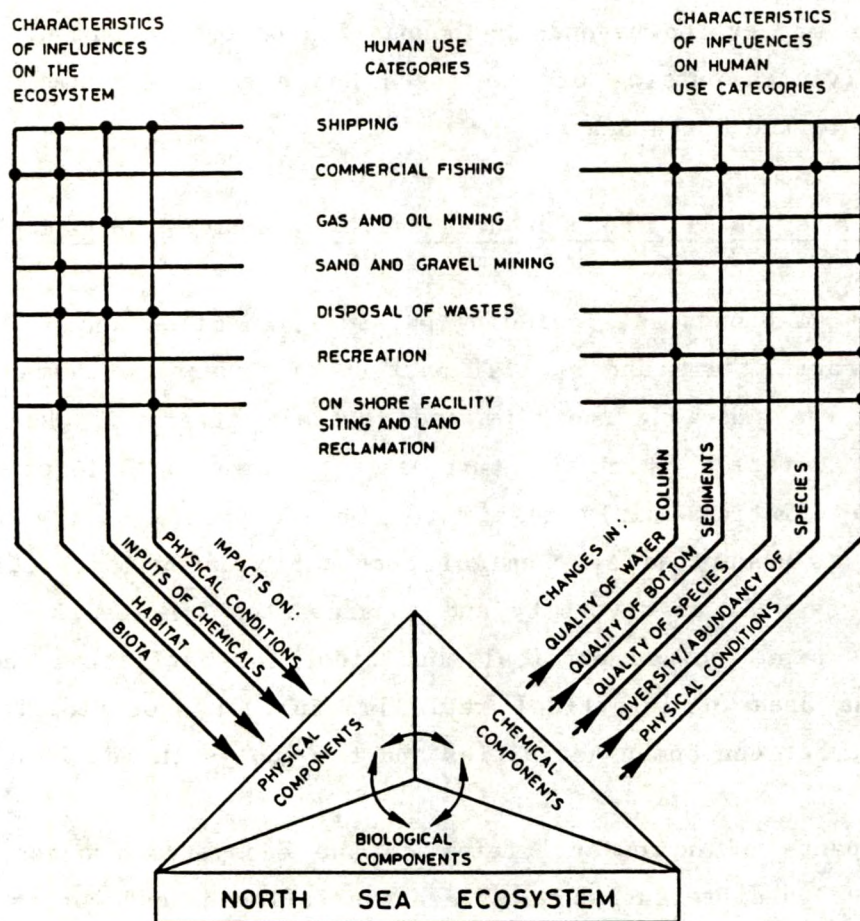 CHARACTERISTICS
OF INFLUENCES
ON THE
ECOSYSTEM
HUMAN USE
CATEGORIES
CHARACTERISTICS
OF INFLUENCES
ON HUMAN
USE CATEGORIES
SHIPPING
COMMERCIAL FISHING
GAS AND OIL MINING
SAND AND GRAVEL MINING
DISPOSAL OF WASTES
RECREATION
ON SHORE FACILITY
SITING AND LAND
RECLAMATION
IMPACTS ON :
PHYSICAL CONDITIONS
INPUTS OF CHEMICALS
HABITAT
BIOTA
CHANGES IN :
QUALITY OF WATER COLUMN
QUALITY OF BOTTOM SEDIMENTS
QUALITY OF SPECIES
DIVERSITY/ABUNDANCY OF SPECIES
PHYSICAL CONDITIONS
PHYSICAL
COMPONENTS
CHEMICAL
COMPONENTS
BIOLOGICAL
COMPONENTS
NORTH SEA ECOSYSTEM